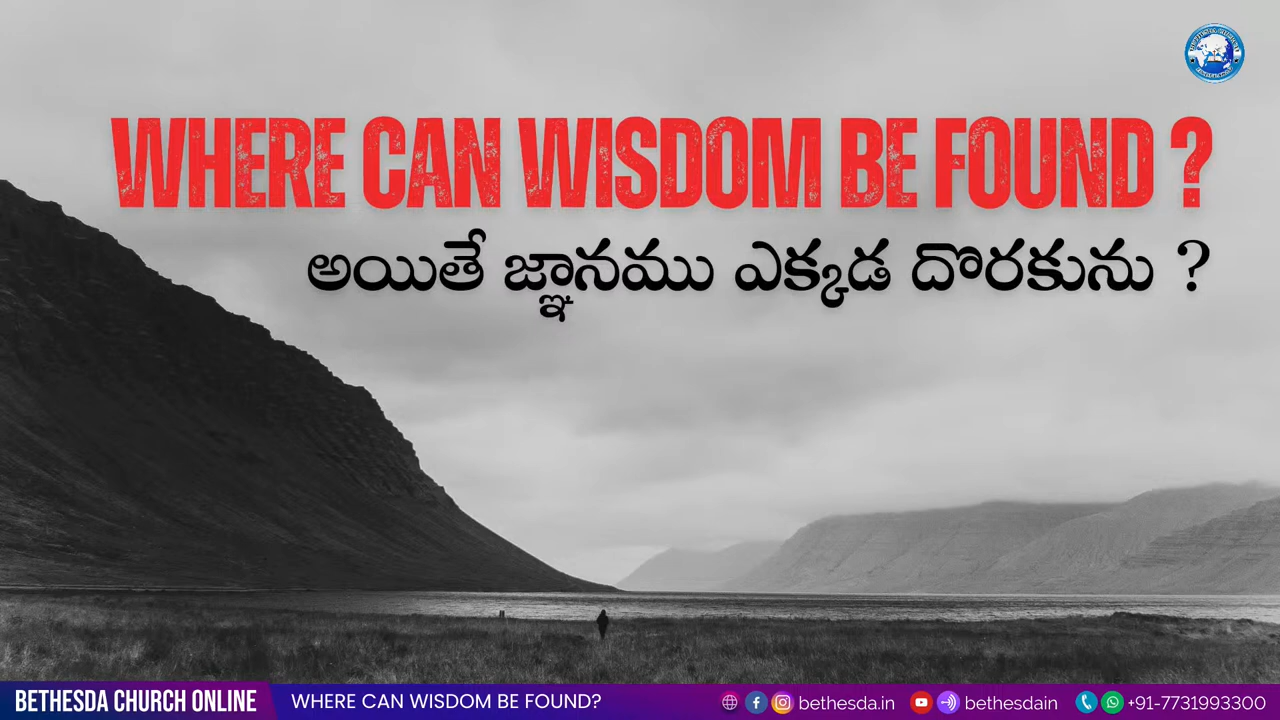 WHERE CAN WISDOM BE FOUND ?
అయితే జ్ఞానము ఎక్కడ దొరకును ?
BETHESDA CHURCH ONLINE
WHERE CAN WISDOM BE FOUND?
bethesda.in
bethesdain
+91-7731993300